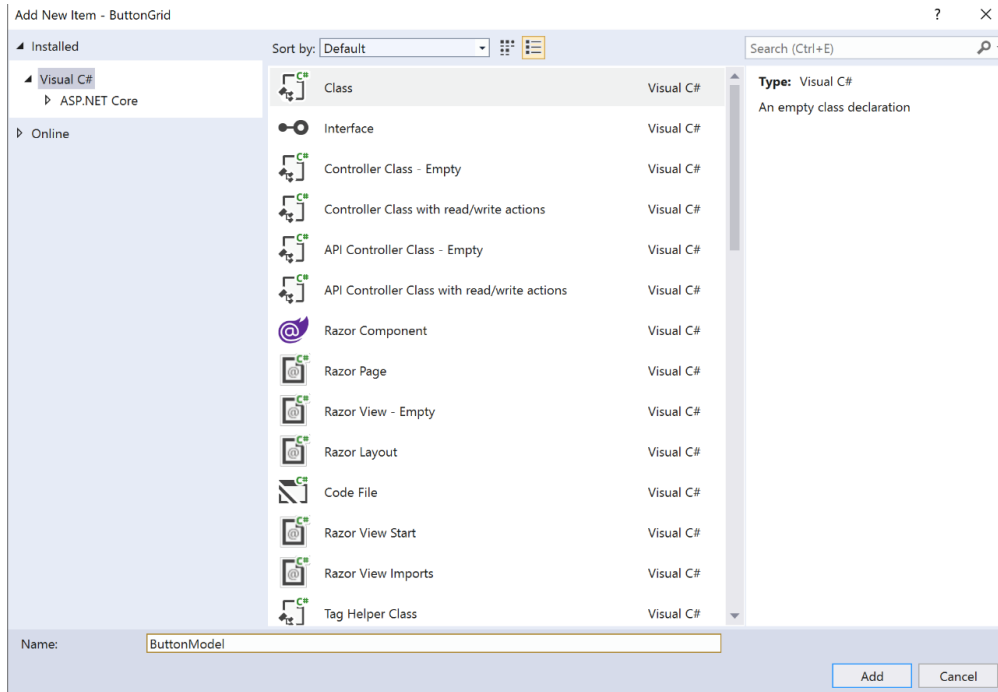 Add New Item - ButtonGrid
?
Installed
Sort by: Default
Search (Ctrl+E)
Visual C#
ASP.NET Core
Online
C# Class Visual C#
Interface Visual C#
C# Controller Class - Empty Visual C#
C# Controller Class with read/write actions Visual C#
C# API Controller Class - Empty Visual C#
C# API Controller Class with read/write actions Visual C#
@ Razor Component Visual C#
C# @ Razor Page Visual C#
C# @ Razor View - Empty Visual C#
C# @ Razor Layout Visual C#
C# Code File Visual C#
C# @ Razor View Start Visual C#
C# @ Razor View Imports Visual C#
C# Tag Helper Class Visual C#
Type: Visual C#
An empty class declaration
Name: ButtonModel
Add Cancel